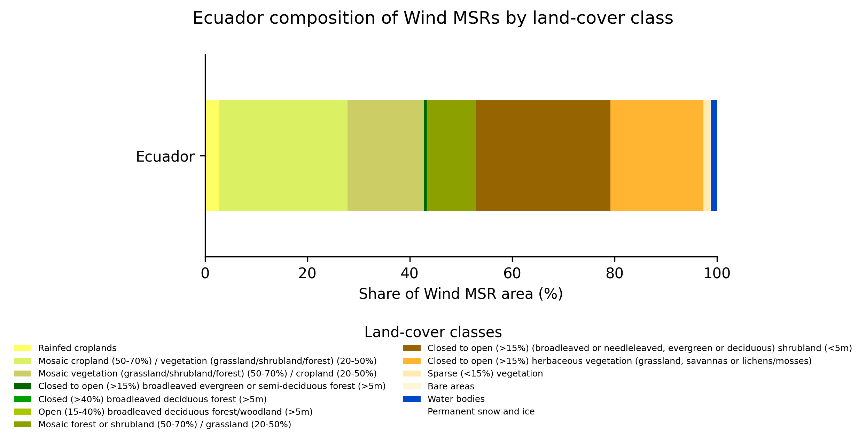 Ecuador composition of Wind MSRs by land-cover class
Ecuador
0 20 40 60 80 100
Share of Wind MSR area (%)
Land-cover classes
Rainfed croplands
Mosaic cropland (50-70%) / vegetation (grassland/shrubland/forest) (20-50%)
Mosaic vegetation (grassland/shrubland/forest) (50-70%) / cropland (20-50%)
Closed to open (>15%) broadleaved evergreen or semi-deciduous forest (>5m)
Closed (>40%) broadleaved deciduous forest (>5m)
Open (15-40%) broadleaved deciduous forest/woodland (>5m)
Mosaic forest or shrubland (50-70%) / grassland (20-50%)
Closed to open (>15%) (broadleaved or needleleaved, evergreen or deciduous) shrubland (<5m)
Closed to open (>15%) herbaceous vegetation (grassland, savannas or lichens/mosses)
Sparse (<15%) vegetation
Bare areas
Water bodies
Permanent snow and ice